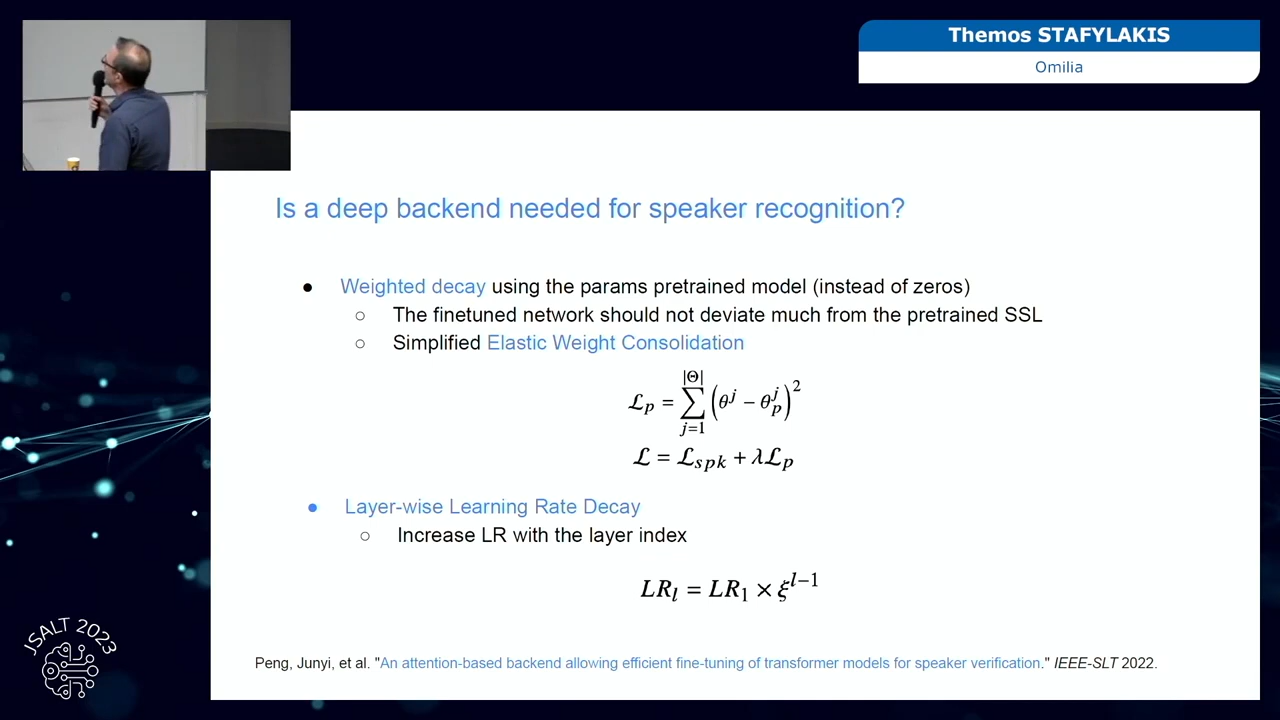 Themos STAFYLAKIS
Omilia
Is a deep backend needed for speaker recognition?
● Weighted decay using the params pretrained model (instead of zeros)
○ The finetuned network should not deviate much from the pretrained SSL
○ Simplified Elastic Weight Consolidation
ℒ_p = ∑_{j=1}^{|Θ|} (θ^j − θ_p^j)^2
ℒ = ℒ_{spk} + λℒ_p
● Layer-wise Learning Rate Decay
○ Increase LR with the layer index
LR_l = LR_1 × ξ^{l−1}
Peng, Junyi, et al. "An attention-based backend allowing efficient fine-tuning of transformer models for speaker verification." IEEE-SLT 2022.
JSALT 2023